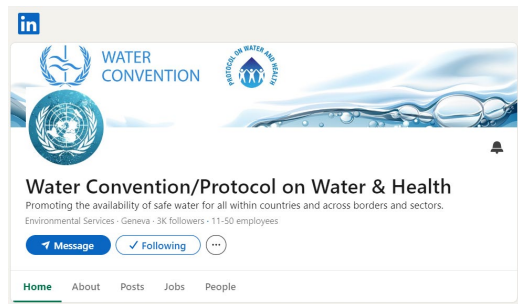 in
WATER
CONVENTION
PROTOCOL ON WATER AND HEALTH
Water Convention/Protocol on Water & Health
Promoting the availability of safe water for all within countries and across borders and sectors.
Environmental Services · Geneva · 3K followers · 11-50 employees
Message
Following
Home About Posts Jobs People